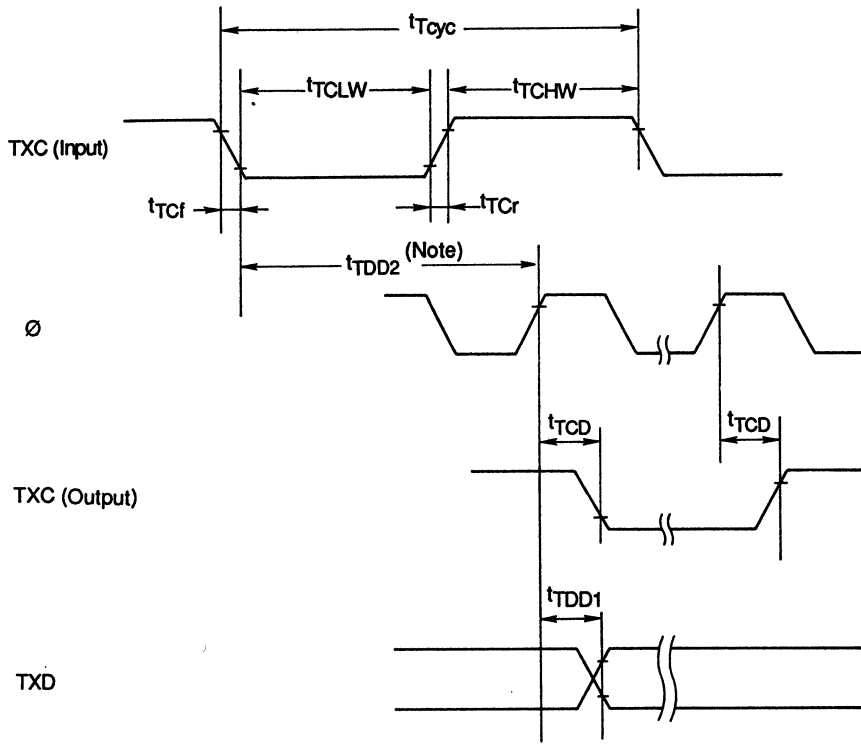 tTcyc
tTCLW
tTCHW
TXC (Input)
tTCf
tTCr
tTDD2 (Note)
Ø
tTCD
tTCD
TXC (Output)
tTDD1
TXD